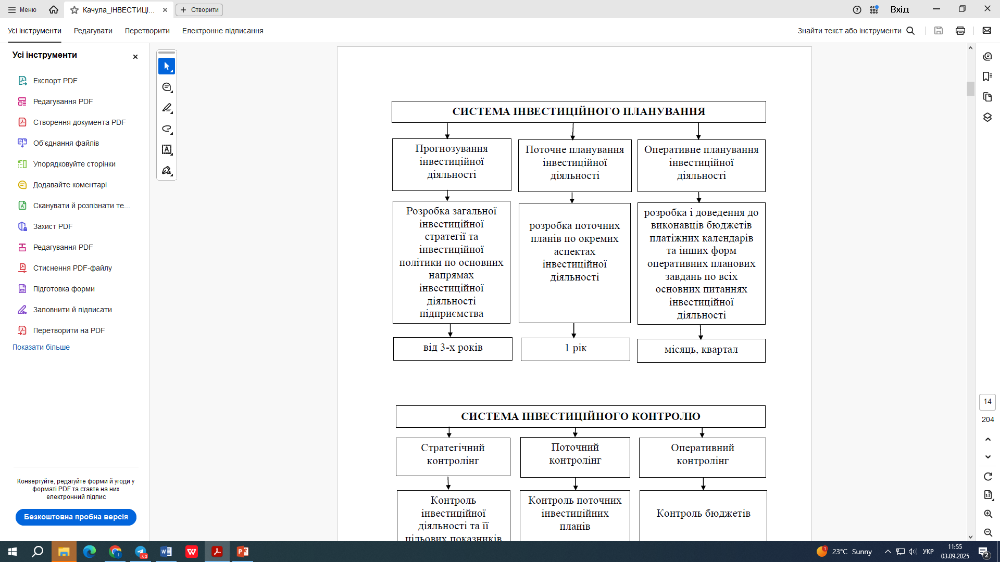 Меню
Качула_ІНВЕСТИЦІ...
Створити
Вхід
Усі інструменти
Редагувати
Перетворити
Електронне підписання
Знайти текст або інструменти
Усі інструменти
Експорт PDF
Редагування PDF
Створення документа PDF
Об'єднання файлів
Упорядковуйте сторінки
Додавайте коментарі
Сканувати й розпізнати те...
Захист PDF
Редагування PDF
Стиснення PDF-файлу
Підготовка форми
Заповнити й підписати
Перетворити на PDF
Показати більше
Конвертуйте, редагуйте форми й угоди у
форматі PDF та ставте на них
електронний підпис
Безкоштовна пробна версія
СИСТЕМА ІНВЕСТИЦІЙНОГО ПЛАНУВАННЯ
Прогнозування
інвестиційної
діяльності
Поточне планування
інвестиційної
діяльності
Оперативне планування
інвестиційної
діяльності
Розробка загальної
інвестиційної
стратегії та
інвестиційної
політики по основних
напрямах
інвестиційної
діяльності
підприємства
розробка поточних
планів по окремих
аспектах
інвестиційної
діяльності
розробка і доведення до
виконавців бюджетів
платіжних календарів
та інших форм
оперативних планових
завдань по всіх
основних питаннях
інвестиційної
діяльності
від 3-х років
1 рік
місяць, квартал
СИСТЕМА ІНВЕСТИЦІЙНОГО КОНТРОЛЮ
Стратегічний
контролінг
Поточний
контролінг
Оперативний
контролінг
Контроль
інвестиційної
діяльності та її
цільових показників
Контроль поточних
інвестиційних
планів
Контроль бюджетів
14
204
1:1
.60
1
23°C Sunny
УКР
11:55
03.09.2025
2